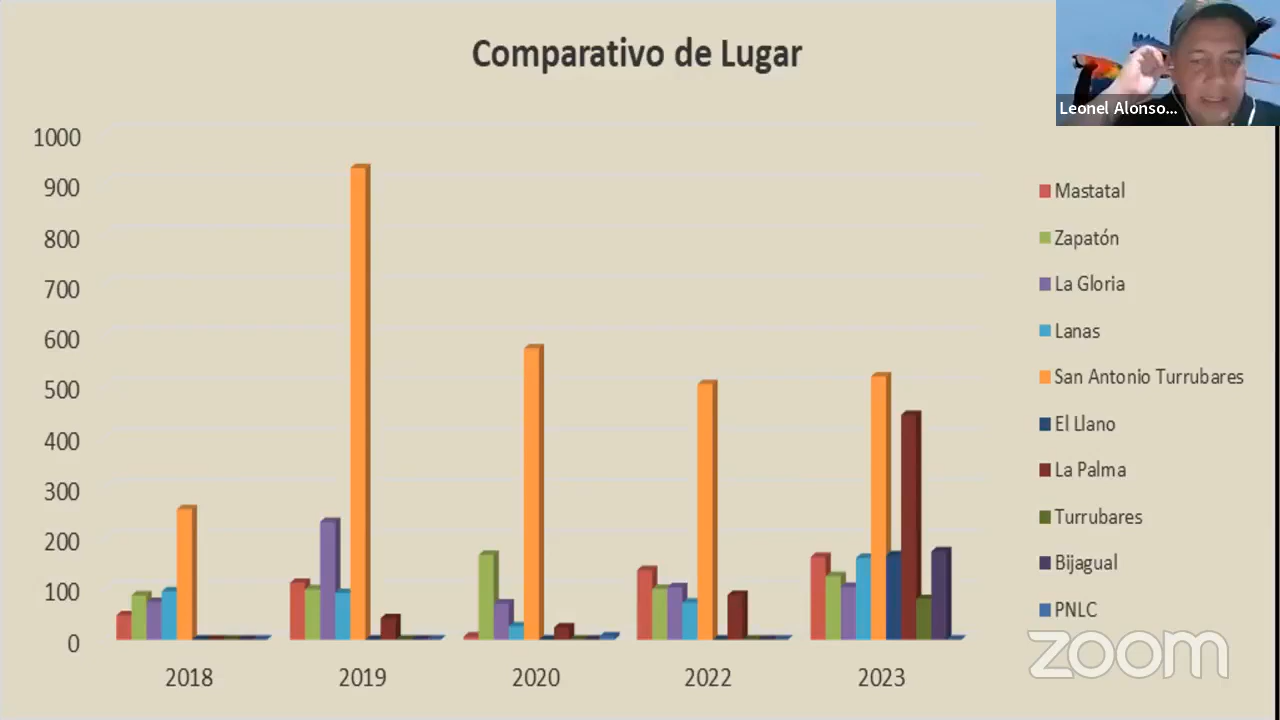 Comparativo de Lugar
Leonel Alonso...
1000
900
800
700
600
500
400
300
200
100
0
2018
2019
2020
2022
2023
Mastatal
Zapatón
La Gloria
Lanas
San Antonio Turrubares
El Llano
La Palma
Turrubares
Bijagual
PNLC
zoom